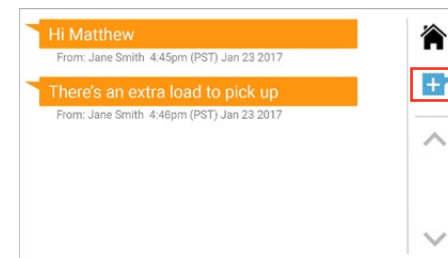 Hi Matthew
From: Jane Smith 4:45pm (PST) Jan 23 2017
There's an extra load to pick up
From: Jane Smith 4:46pm (PST) Jan 23 2017